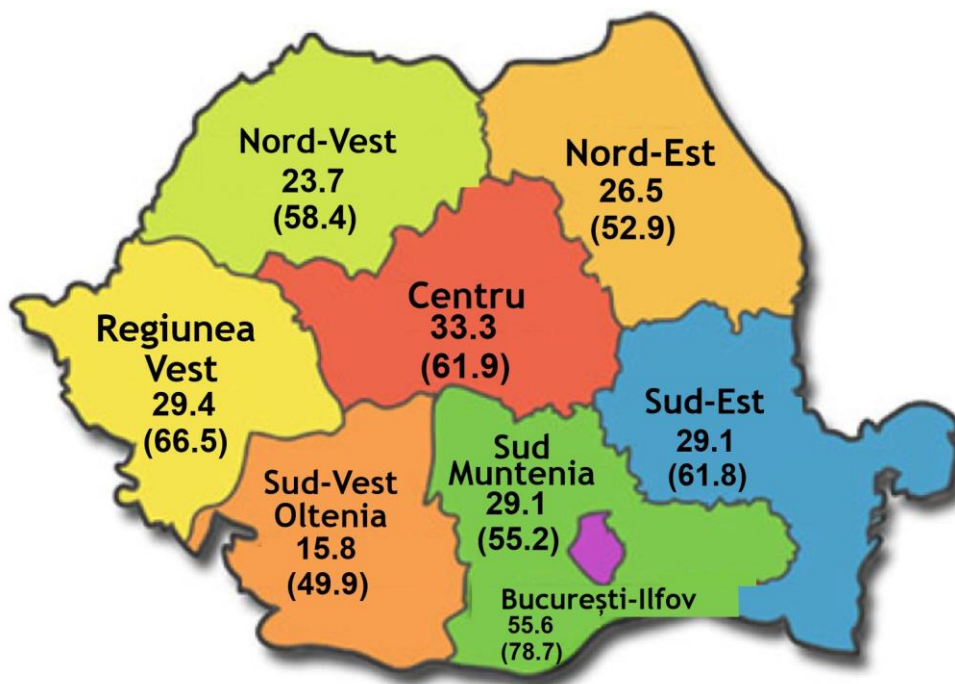 Nord-Vest
23.7
(58.4)
Nord-Est
26.5
(52.9)
Centru
33.3
(61.9)
Regiunea
Vest
29.4
(66.5)
Sud-Est
29.1
(61.8)
Sud
Muntenia
29.1
(55.2)
Sud-Vest
Oltenia
15.8
(49.9)
București-Ilfov
55.6
(78.7)